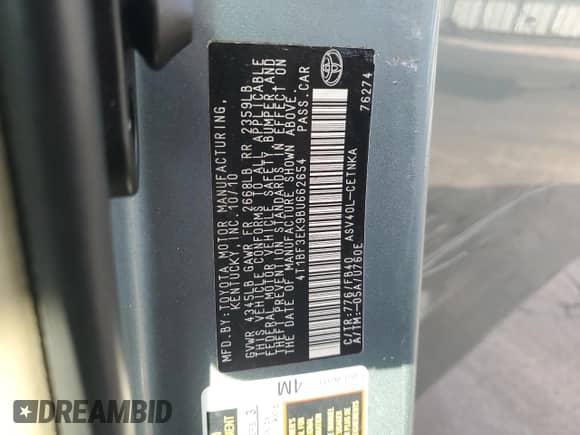 MFD. BY: TOYOTA MOTOR MANUFACTURING,
KENTUCKY, INC. 10/10
GVWR 4345LB GAWR FR 2668LB RR 2359LB
THIS VEHICLE CONFORMS TO ALL APPLICABLE
FEDERAL MOTOR VEHICLE SAFETY, BUMPER AND
THEFT PREVENTION STANDARDS IN EFFECT ON
THE DATE OF MANUFACTURE SHOWN ABOVE.
4T1BF3EK9BU662654 PASS. CAR
C/TR:776/FB40 ASV40L-CETNKA
A/TM:-05A/U760E
76274
4M
DREAMBID